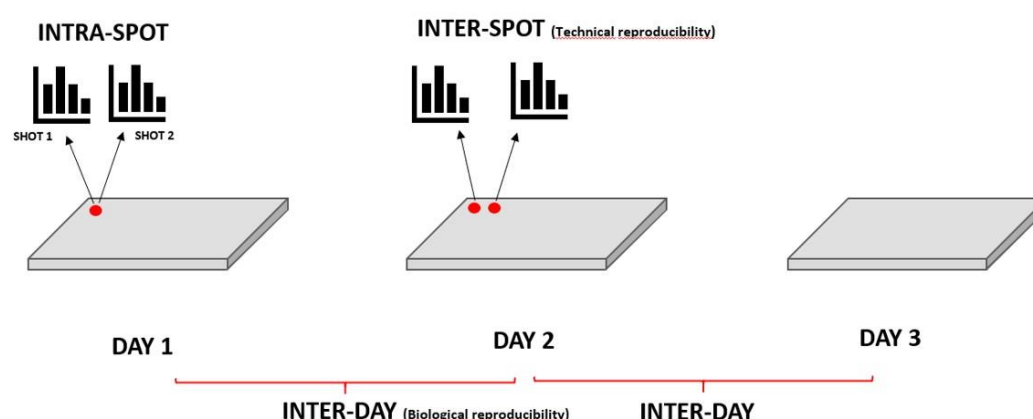 INTRA-SPOT
INTER-SPOT (Technical reproducibility)
SHOT 1
SHOT 2
DAY 1
DAY 2
DAY 3
INTER-DAY (Biological reproducibility)
INTER-DAY